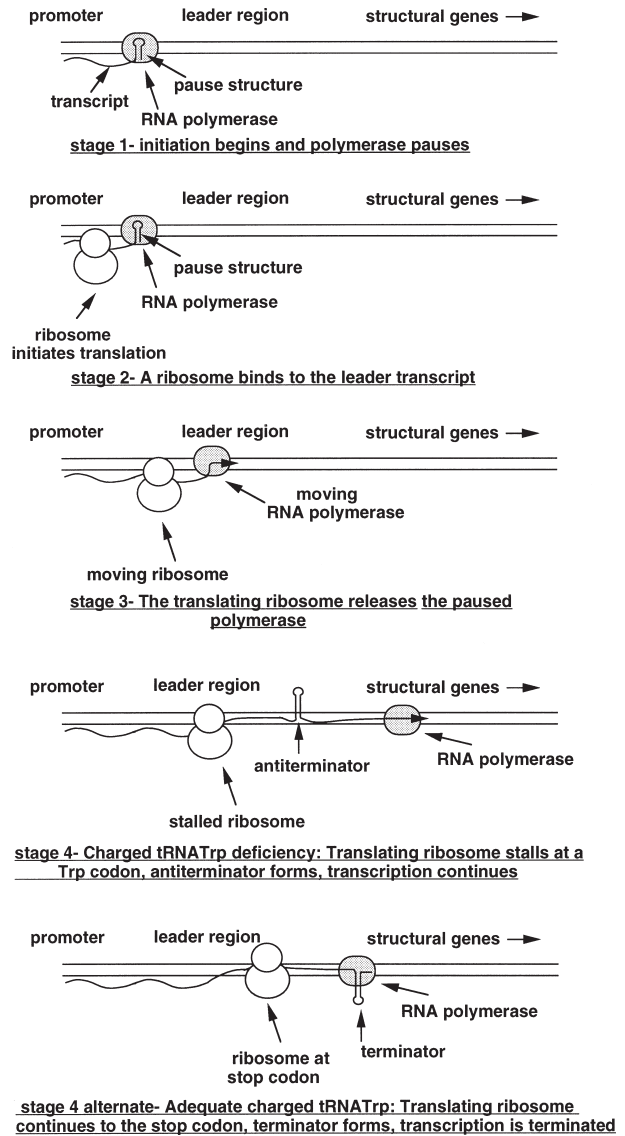 promoter leader region structural genes
transcript
pause structure
RNA polymerase
stage 1- initiation begins and polymerase pauses
promoter leader region structural genes
pause structure
RNA polymerase
ribosome
initiates translation
stage 2- A ribosome binds to the leader transcript
promoter leader region structural genes
moving
RNA polymerase
moving ribosome
stage 3- The translating ribosome releases the paused
polymerase
promoter leader region structural genes
antiterminator
RNA polymerase
stalled ribosome
stage 4- Charged tRNATrp deficiency: Translating ribosome stalls at a
Trp codon, antiterminator forms, transcription continues
promoter leader region structural genes
RNA polymerase
terminator
ribosome at
stop codon
stage 4 alternate- Adequate charged tRNATrp: Translating ribosome
continues to the stop codon, terminator forms, transcription is terminated